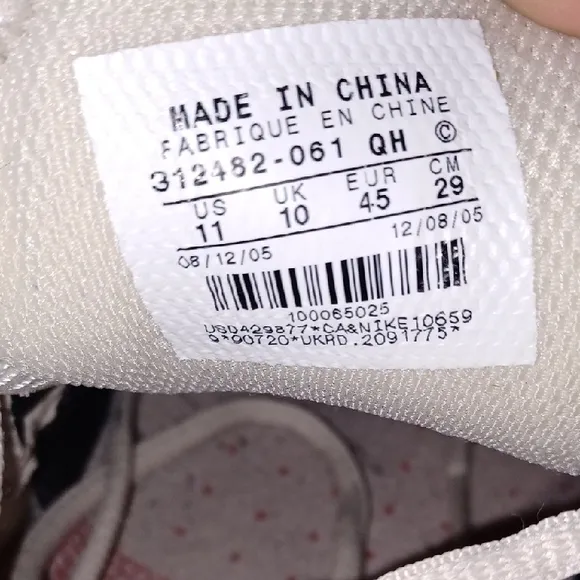 MADE IN CHINA
FABRIQUE EN CHINE
312482-061 QH ©
US UK EUR CM
11 10 45 29
08/12/05 12/08/05
100065025
USD429877*CA&NIKE10659
9*00720*UKRD.2091775*